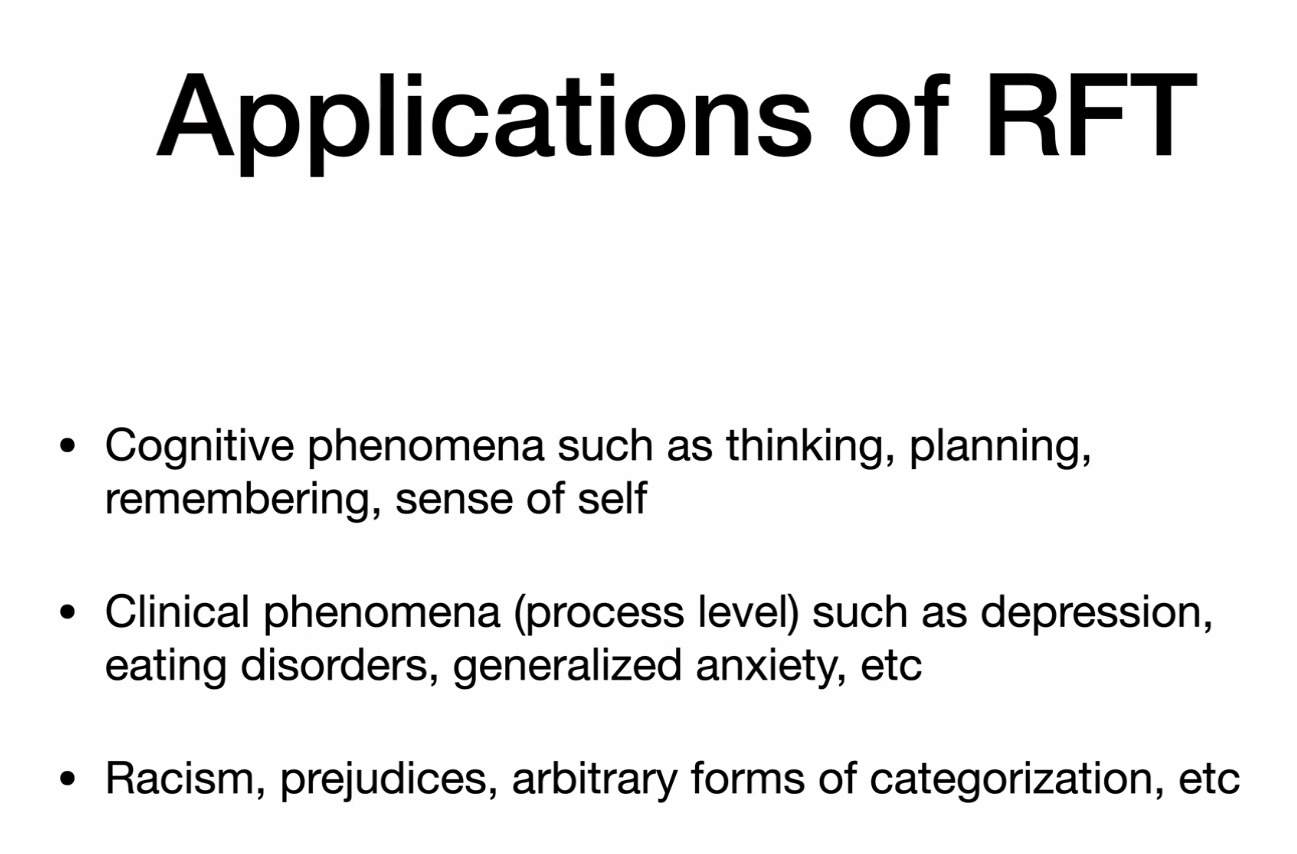 Applications of RFT
• Cognitive phenomena such as thinking, planning,
remembering, sense of self
• Clinical phenomena (process level) such as depression,
eating disorders, generalized anxiety, etc
• Racism, prejudices, arbitrary forms of categorization, etc